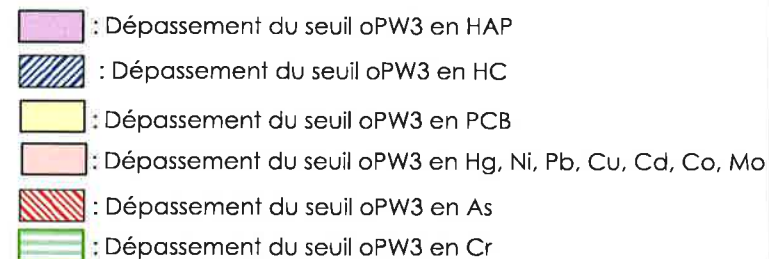 : Dépassement du seuil oPW3 en HAP
: Dépassement du seuil oPW3 en HC
: Dépassement du seuil oPW3 en PCB
: Dépassement du seuil oPW3 en Hg, Ni, Pb, Cu, Cd, Co, Mo
: Dépassement du seuil oPW3 en As
: Dépassement du seuil oPW3 en Cr